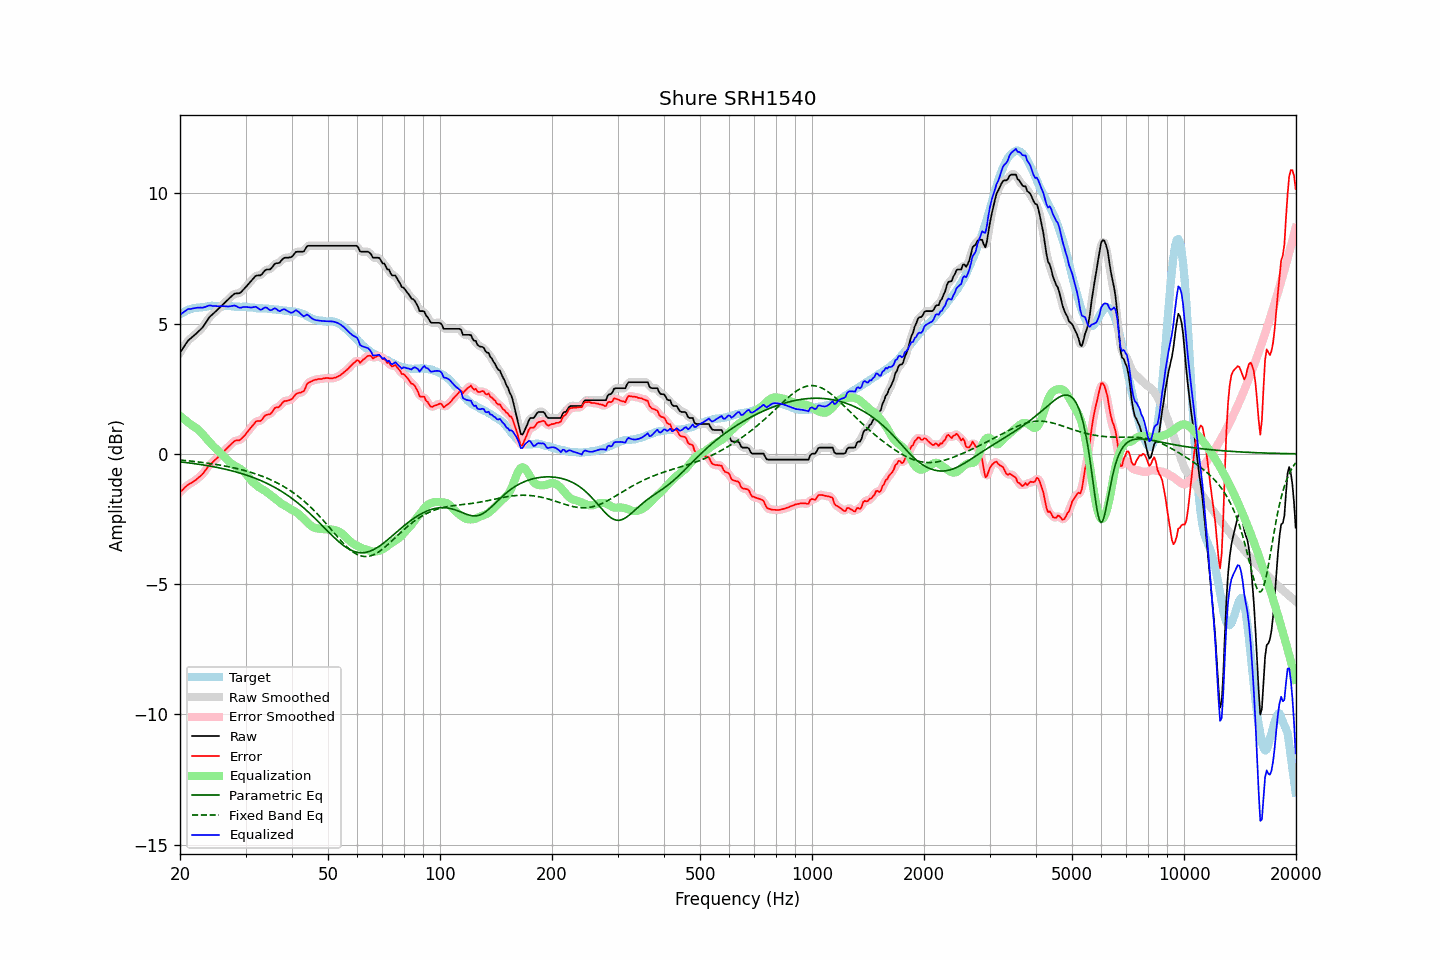 Shure SRH1540
Amplitude (dBr)
10
5
0
−5
−10
−15
Target
Raw Smoothed
Error Smoothed
Raw
Error
Equalization
Parametric Eq
Fixed Band Eq
Equalized
20 50 100 200 500 1000 2000 5000 10000 20000
Frequency (Hz)